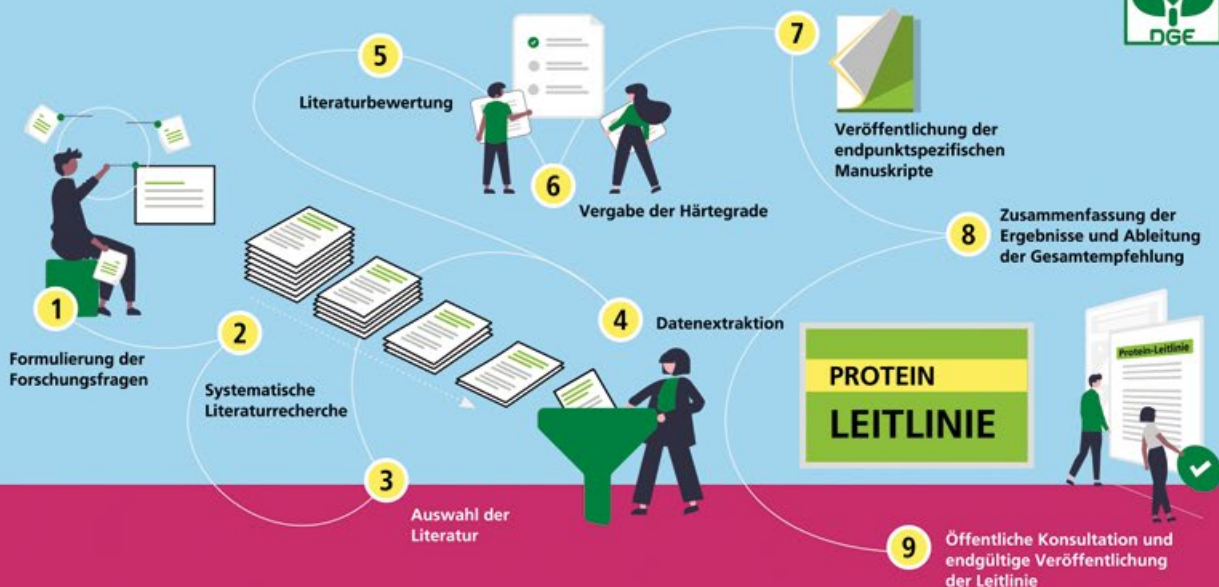 DGE
1
Formulierung der
Forschungsfragen
2
Systematische
Literaturrecherche
3
Auswahl der
Literatur
4
Datenextraktion
5
Literaturbewertung
6
Vergabe der Härtegrade
7
Veröffentlichung der
endpunktspezifischen
Manuskripte
8
Zusammenfassung der
Ergebnisse und Ableitung
der Gesamtempfehlung
PROTEIN
LEITLINIE
Protein-Leitlinie
9
Öffentliche Konsultation und
endgültige Veröffentlichung
der Leitlinie